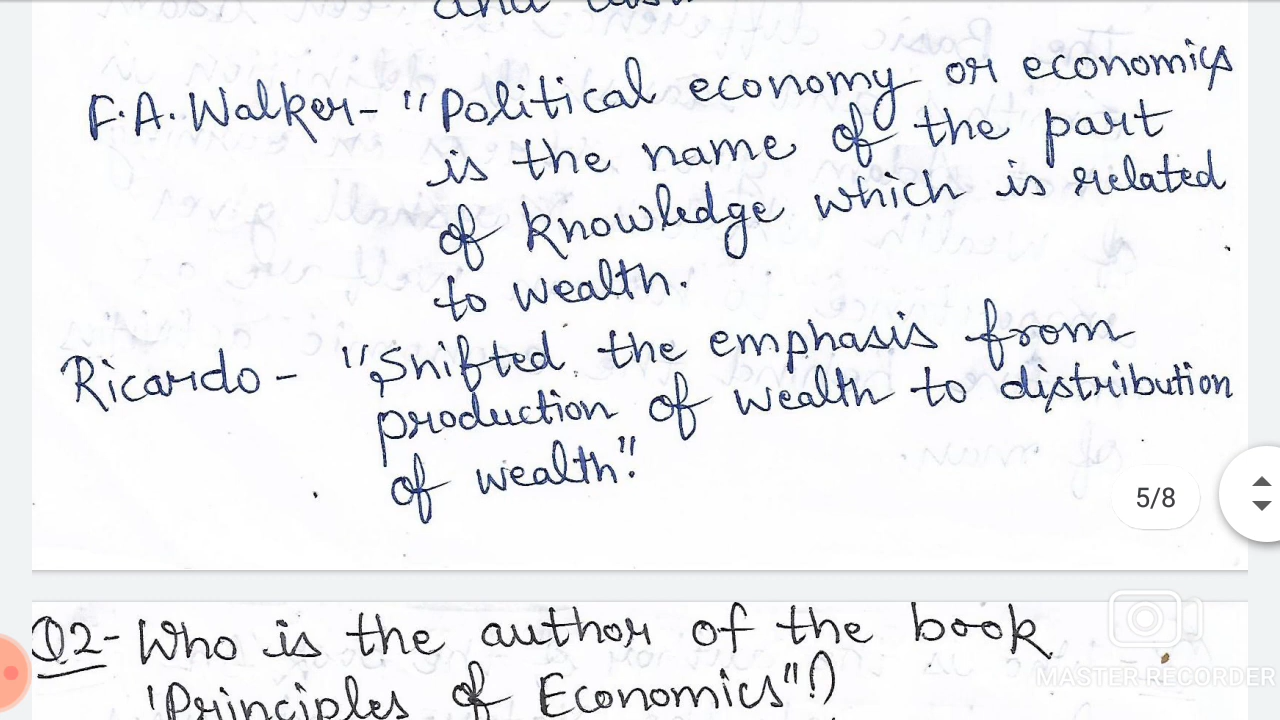 F.A. Walker- "Political economy or economics
is the name of the part
of knowledge which is related
to wealth.
Ricardo - "Shifted the emphasis from
production of wealth to distribution
of wealth".
5/8
Q2- Who is the author of the book
'Principles of Economics"?
MASTER RECORDER